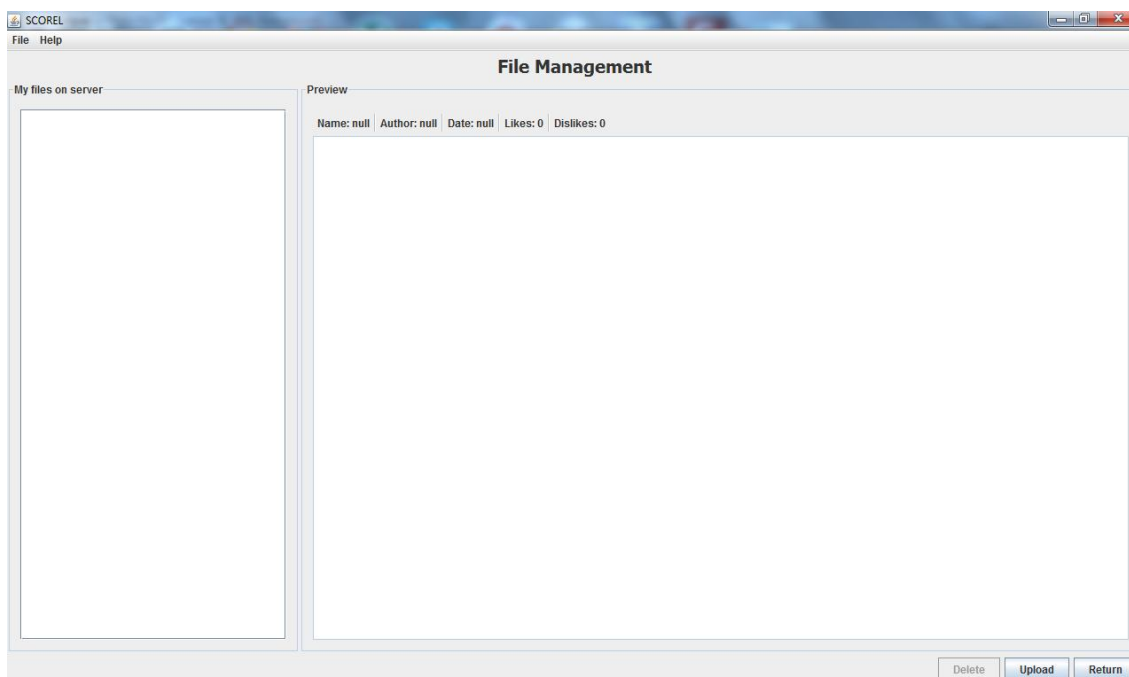 SCOREL
File Help
File Management
My files on server
Preview
Name: null Author: null Date: null Likes: 0 Dislikes: 0
Delete Upload Return